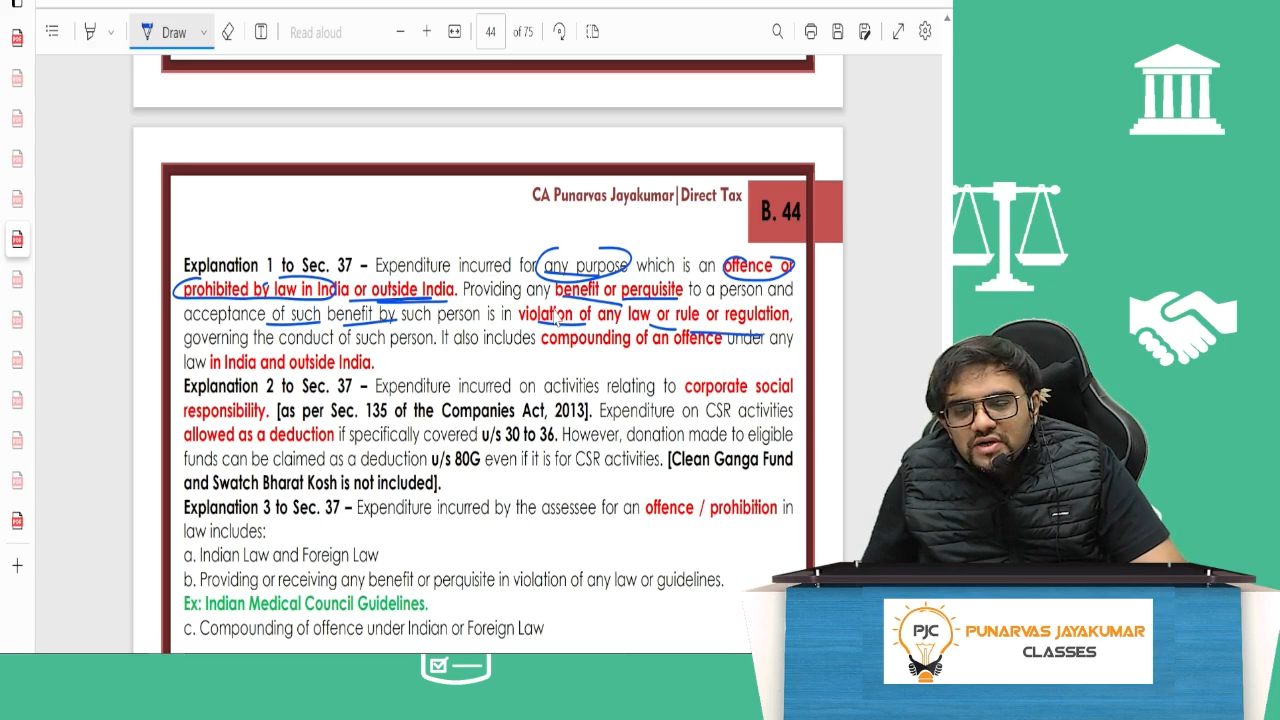 Draw
Read aloud
44 of 75
CA Punarvas Jayakumar|Direct Tax
B. 44
Explanation 1 to Sec. 37 – Expenditure incurred for any purpose which is an offence or
prohibited by law in India or outside India. Providing any benefit or perquisite to a person and
acceptance of such benefit by such person is in violation of any law or rule or regulation,
governing the conduct of such person. It also includes compounding of an offence under any
law in India and outside India.
Explanation 2 to Sec. 37 – Expenditure incurred on activities relating to corporate social
responsibility. [as per Sec. 135 of the Companies Act, 2013]. Expenditure on CSR activities
allowed as a deduction if specifically covered u/s 30 to 36. However, donation made to eligible
funds can be claimed as a deduction u/s 80G even if it is for CSR activities. [Clean Ganga Fund
and Swatch Bharat Kosh is not included].
Explanation 3 to Sec. 37 – Expenditure incurred by the assessee for an offence / prohibition in
law includes:
a. Indian Law and Foreign Law
b. Providing or receiving any benefit or perquisite in violation of any law or guidelines.
Ex: Indian Medical Council Guidelines.
c. Compounding of offence under Indian or Foreign Law
PJC
PUNARVAS JAYAKUMAR
CLASSES